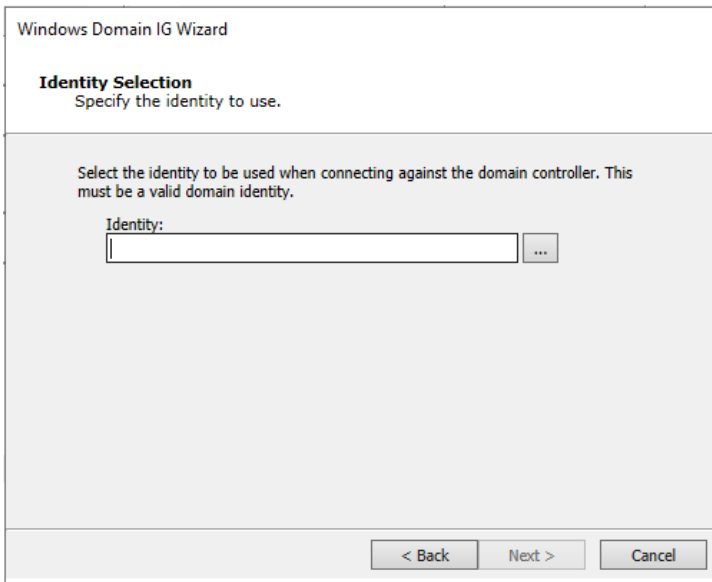 Windows Domain IG Wizard
Identity Selection
Specify the identity to use.
Select the identity to be used when connecting against the domain controller. This
must be a valid domain identity.
Identity:
...
< Back
Next >
Cancel